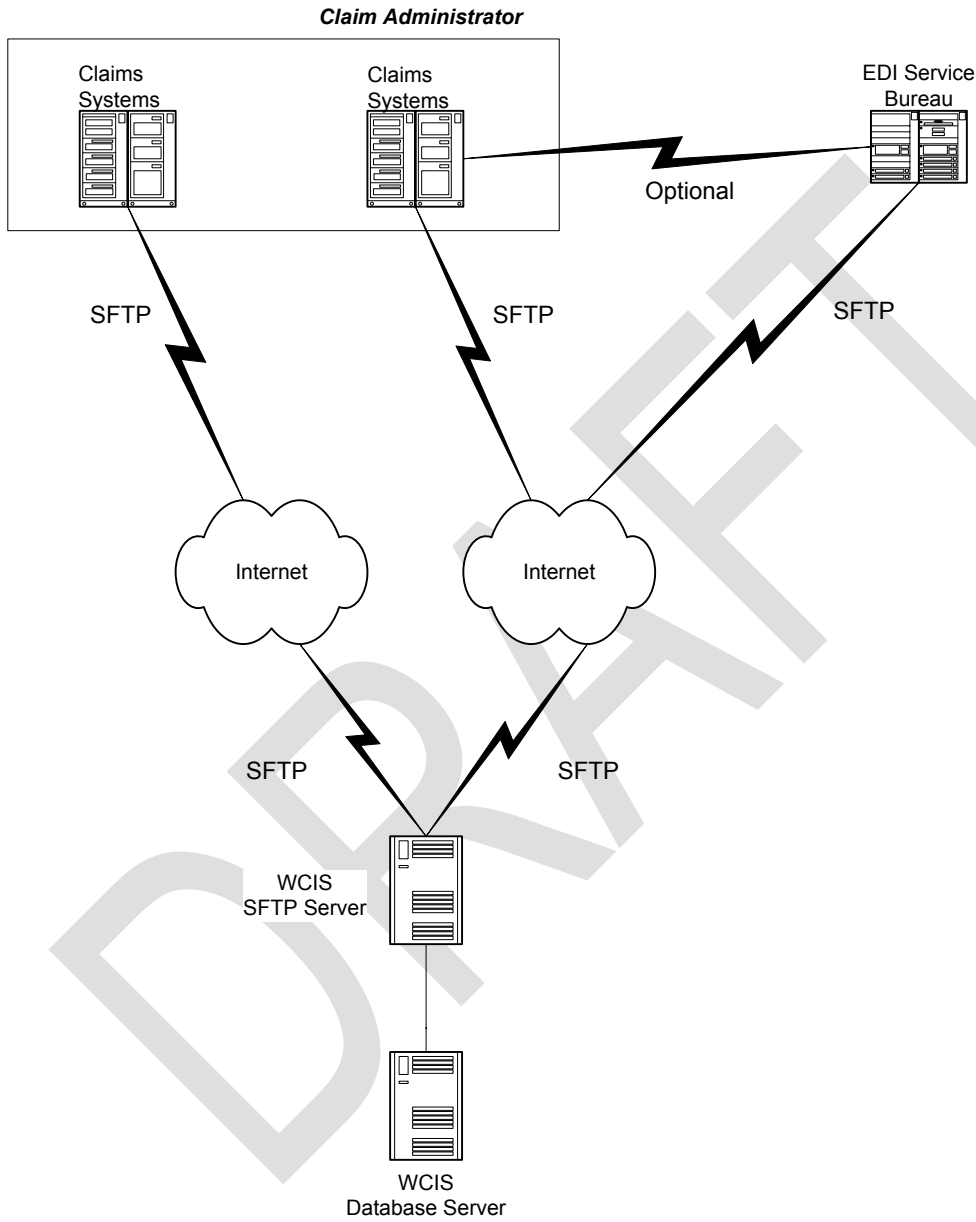 Claim Administrator
Claims
Systems
Claims
Systems
EDI Service
Bureau
Optional
SFTP
SFTP
SFTP
Internet
Internet
SFTP
SFTP
WCIS
SFTP Server
WCIS
Database Server
DRAFT